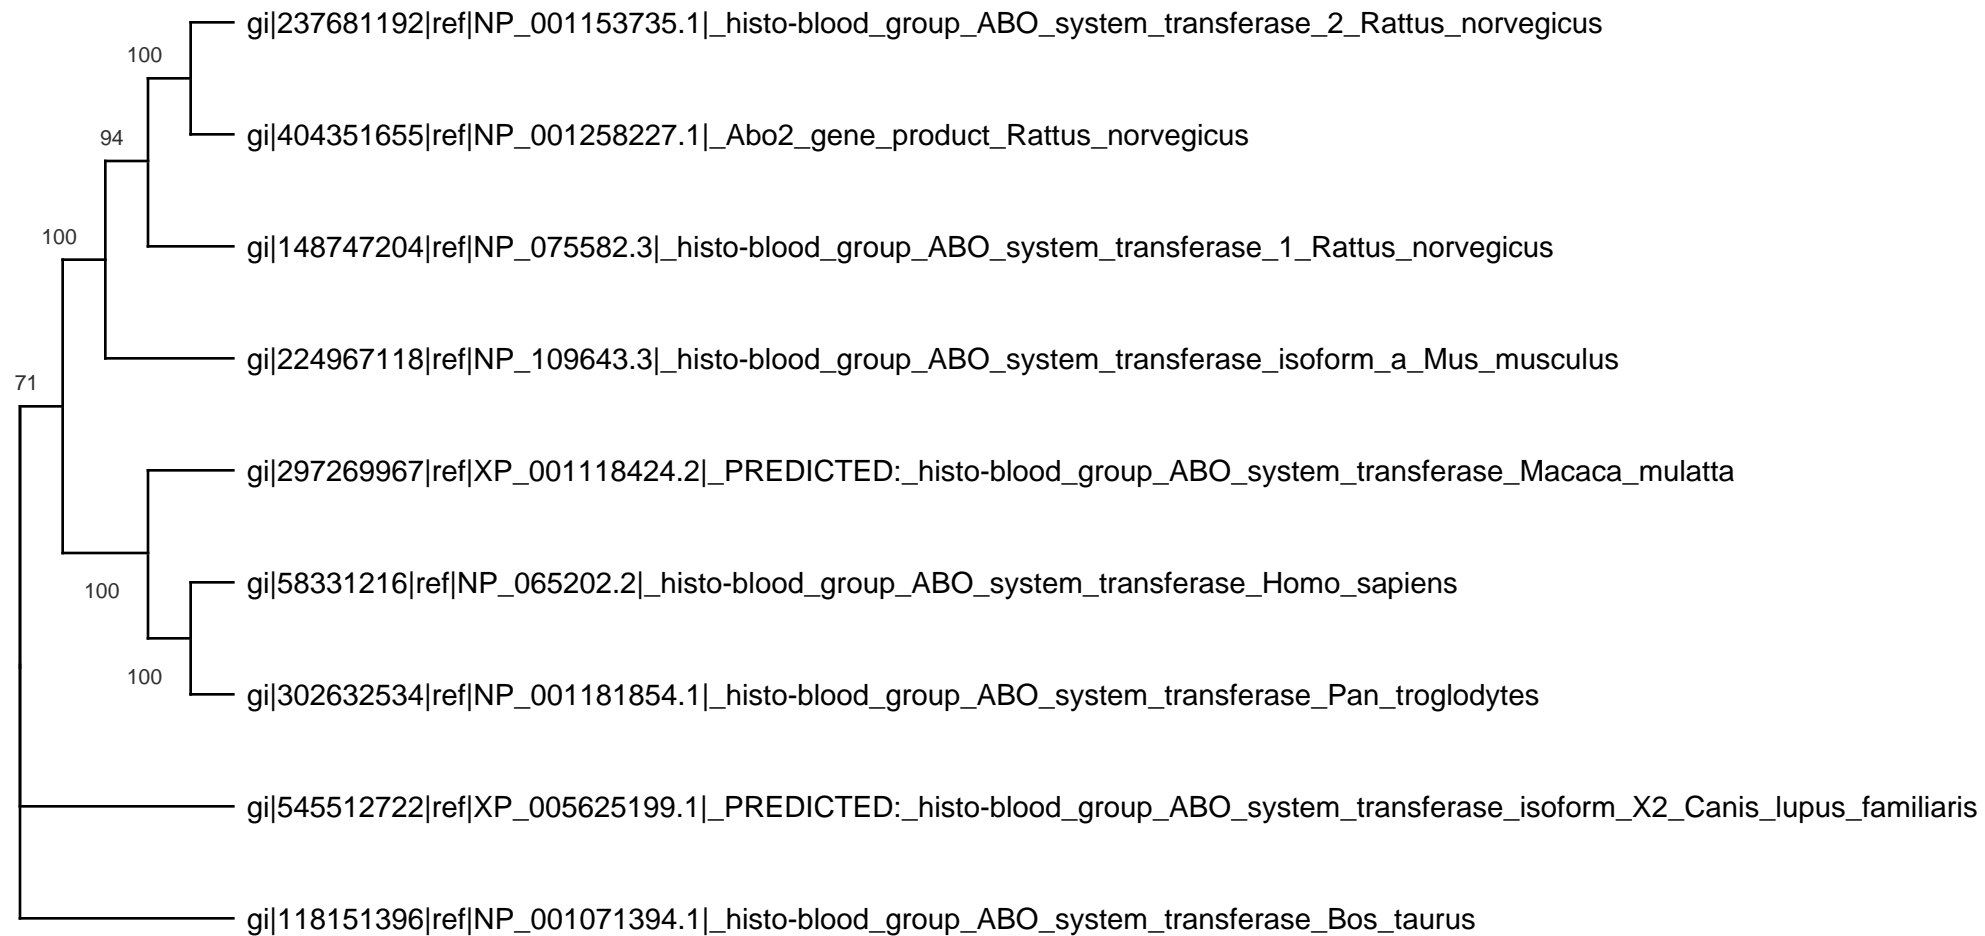 gi|237681192|ref|NP_001153735.1|_histo-blood_group_ABO_system_transferase_2_Rattus_norvegicus
100
gi|404351655|ref|NP_001258227.1|_Abo2_gene_product_Rattus_norvegicus
94
100
gi|148747204|ref|NP_075582.3|_histo-blood_group_ABO_system_transferase_1_Rattus_norvegicus
gi|224967118|ref|NP_109643.3|_histo-blood_group_ABO_system_transferase_isoform_a_Mus_musculus
71
gi|297269967|ref|XP_001118424.2|_PREDICTED:_histo-blood_group_ABO_system_transferase_Macaca_mulatta
gi|58331216|ref|NP_065202.2|_histo-blood_group_ABO_system_transferase_Homo_sapiens
100
100
gi|302632534|ref|NP_001181854.1|_histo-blood_group_ABO_system_transferase_Pan_troglodytes
gi|545512722|ref|XP_005625199.1|_PREDICTED:_histo-blood_group_ABO_system_transferase_isoform_X2_Canis_lupus_familiaris
gi|118151396|ref|NP_001071394.1|_histo-blood_group_ABO_system_transferase_Bos_taurus